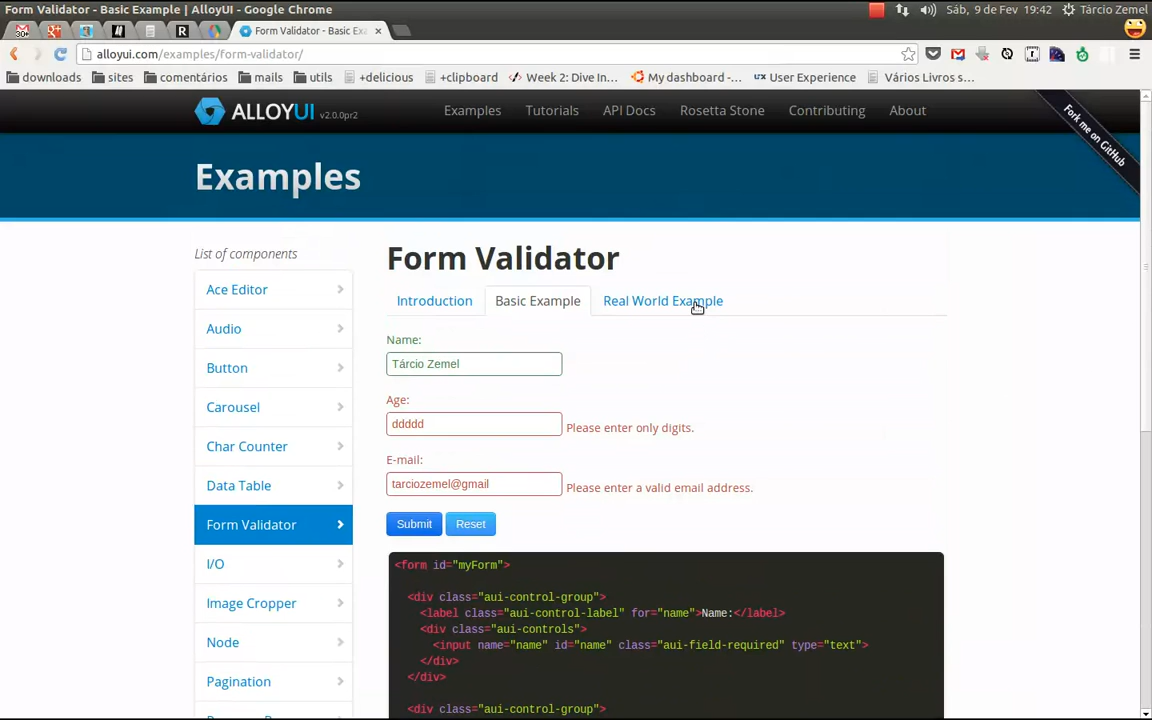 Form Validator - Basic Example | AlloyUI - Google Chrome
Sáb, 9 de Fev 19:42 Tárcio Zemel
30+ Form Validator - Basic Exa ×
alloyui.com/examples/form-validator/
downloads sites comentários mails utils +delicious +clipboard Week 2: Dive In... My dashboard -... User Experience Vários Livros s...
ALLOYUI v2.0.0pr2 Examples Tutorials API Docs Rosetta Stone Contributing About
Fork me on GitHub
Examples
List of components
Ace Editor
Audio
Button
Carousel
Char Counter
Data Table
Form Validator
I/O
Image Cropper
Node
Pagination
Form Validator
Introduction Basic Example Real World Example
Name:
Tárcio Zemel
Age:
ddddd Please enter only digits.
E-mail:
tarciozemel@gmail Please enter a valid email address.
Submit Reset
<form id="myForm">
<div class="aui-control-group">
<label class="aui-control-label" for="name">Name:</label>
<div class="aui-controls">
<input name="name" id="name" class="aui-field-required" type="text">
</div>
</div>
<div class="aui-control-group">